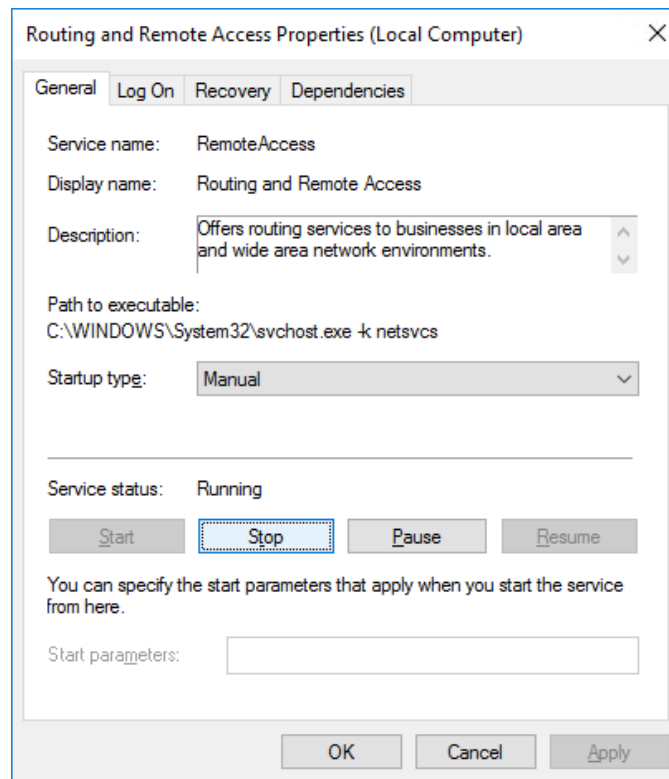 Routing and Remote Access Properties (Local Computer)
General Log On Recovery Dependencies
Service name: RemoteAccess
Display name: Routing and Remote Access
Description: Offers routing services to businesses in local area
and wide area network environments.
Path to executable:
C:\WINDOWS\System32\svchost.exe -k netsvcs
Startup type: Manual
Service status: Running
Start Stop Pause Resume
You can specify the start parameters that apply when you start the service
from here.
Start parameters:
OK Cancel Apply